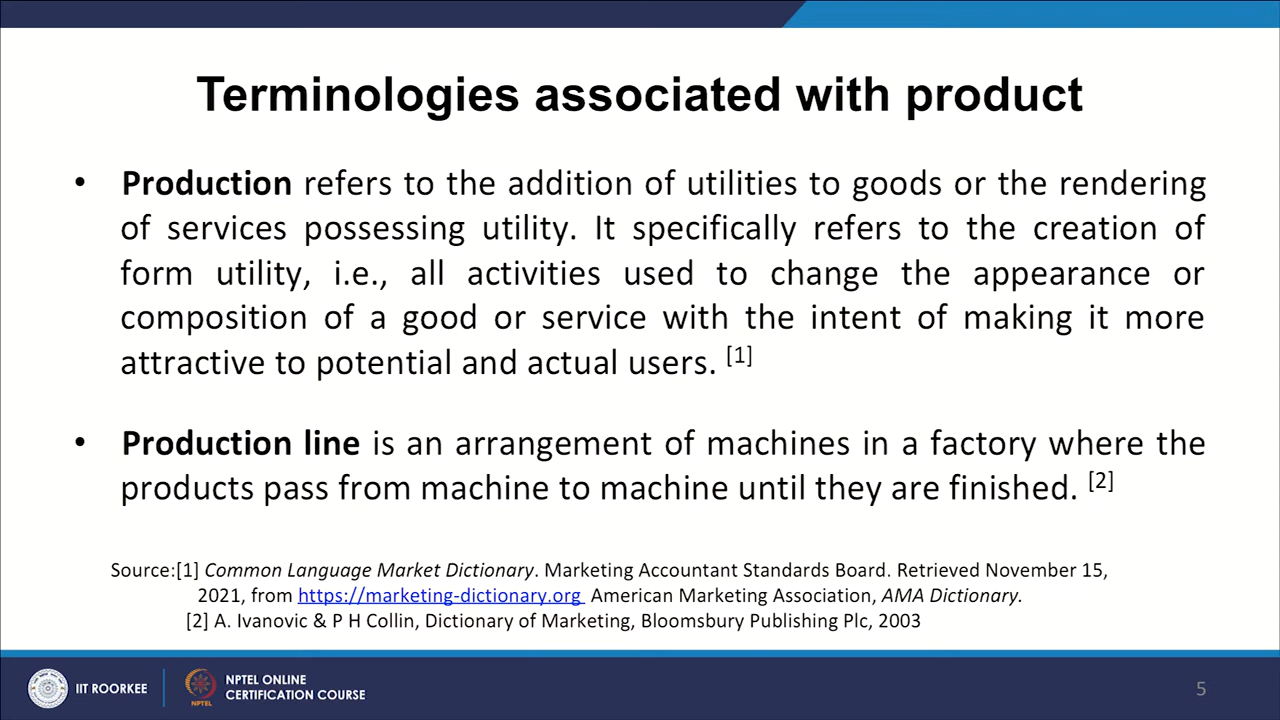 Terminologies associated with product
• Production refers to the addition of utilities to goods or the rendering
of services possessing utility. It specifically refers to the creation of
form utility, i.e., all activities used to change the appearance or
composition of a good or service with the intent of making it more
attractive to potential and actual users. [1]
• Production line is an arrangement of machines in a factory where the
products pass from machine to machine until they are finished. [2]
Source:[1] Common Language Market Dictionary. Marketing Accountant Standards Board. Retrieved November 15,
2021, from https://marketing-dictionary.org American Marketing Association, AMA Dictionary.
[2] A. Ivanovic & P H Collin, Dictionary of Marketing, Bloomsbury Publishing Plc, 2003
IIT ROORKEE
NPTEL
NPTEL ONLINE
CERTIFICATION COURSE
5